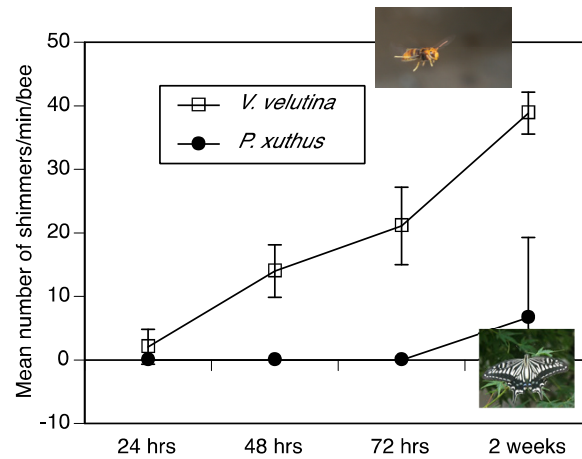 Mean number of shimmers/min/bee
50
40
30
20
10
0
-10
V. velutina
P. xuthus
24 hrs 48 hrs 72 hrs 2 weeks